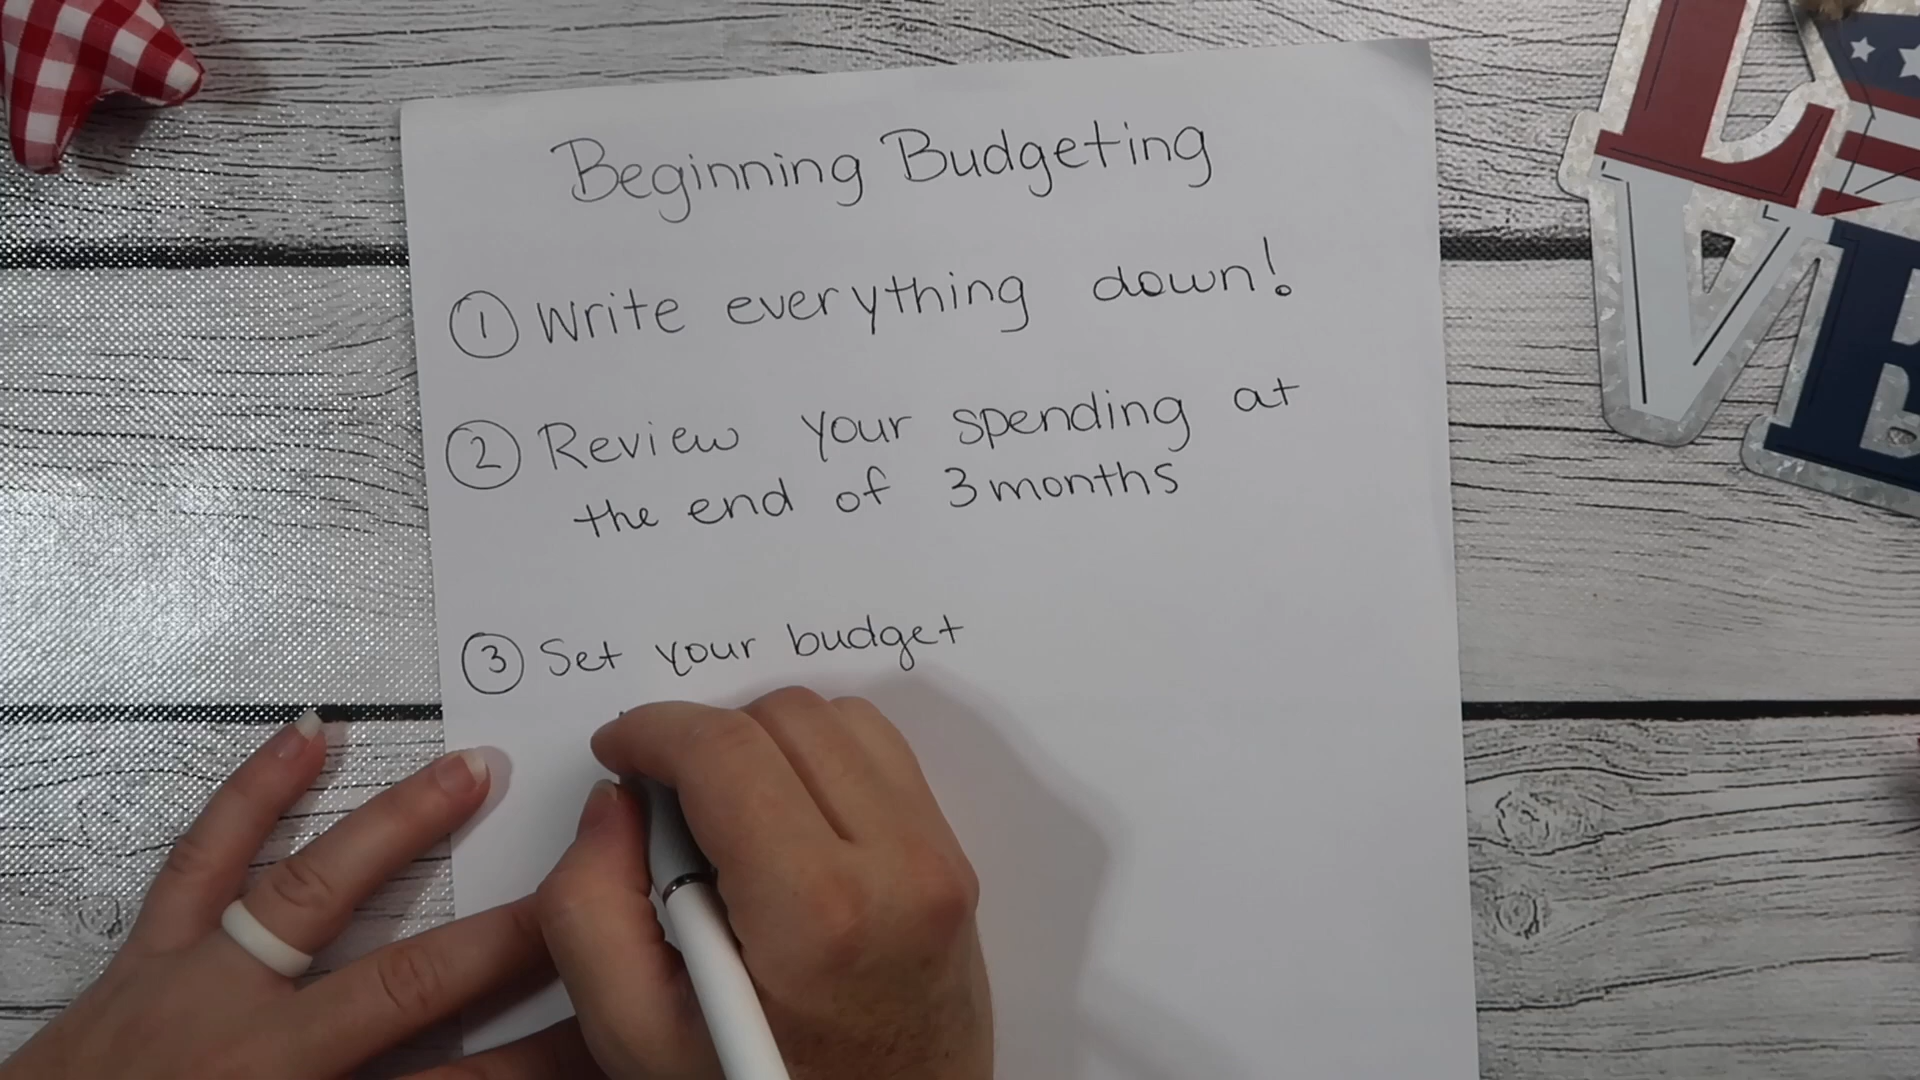 Beginning Budgeting
① Write everything down!
② Review your spending at
the end of 3 months
③ Set your budget
L
VE